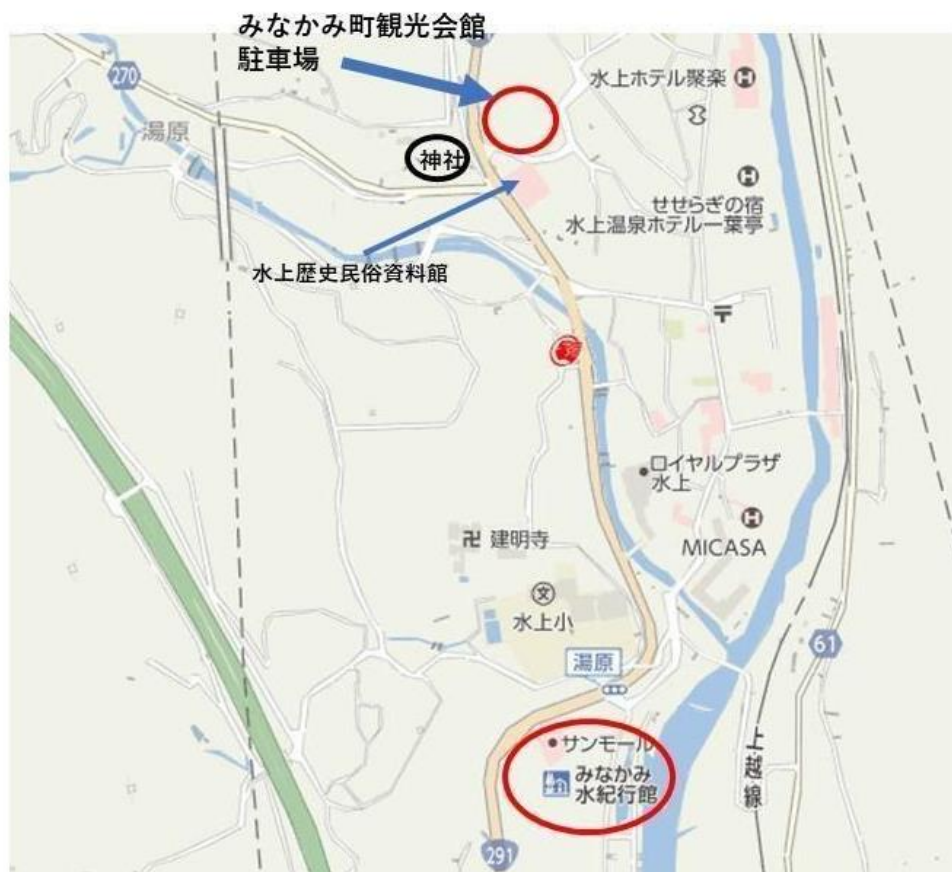 みなかみ町観光会館
駐車場
水上ホテル聚楽
270
湯原
神社
せせらぎの宿
水上温泉ホテル一葉亭
水上歴史民俗資料館
ロイヤルプラザ
水上
卍 建明寺
MICASA
文
水上小
湯原
61
サンモール
みなかみ
水紀行館
上越線
291